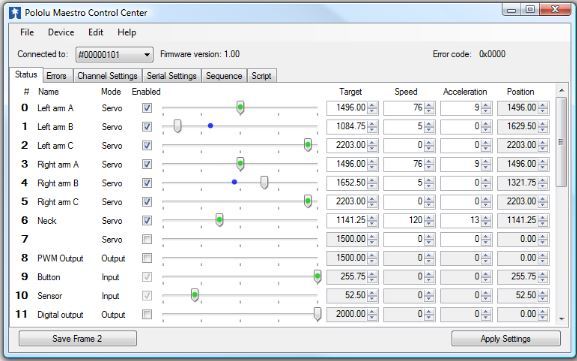 Pololu Maestro Control Center
File Device Edit Help
Connected to: #00000101 Firmware version: 1.00 Error code: 0x0000
Status Errors Channel Settings Serial Settings Sequence Script
# Name Mode Enabled Target Speed Acceleration Position
0 Left arm A Servo 1496.00 76 9 1496.00
1 Left arm B Servo 1084.75 5 0 1629.50
2 Left arm C Servo 2203.00 0 0 2203.00
3 Right arm A Servo 1496.00 76 9 1496.00
4 Right arm B Servo 1652.50 5 0 1321.75
5 Right arm C Servo 2203.00 0 0 2203.00
6 Neck Servo 1141.25 120 13 1141.25
7 Servo 1500.00 0 0 0.00
8 PWM Output Output 1500.00 0 0 0.00
9 Button Input 255.75 0 0 255.75
10 Sensor Input 52.50 0 0 52.50
11 Digital output Output 2000.00 0 0 0.00
Save Frame 2 Apply Settings